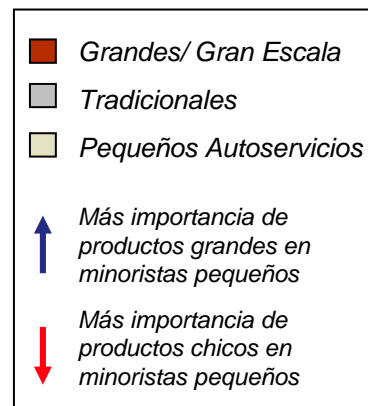 Grandes/ Gran Escala
Tradicionales
Pequeños Autoservicios
Más importancia de
productos grandes en
minoristas pequeños
Más importancia de
productos chicos en
minoristas pequeños